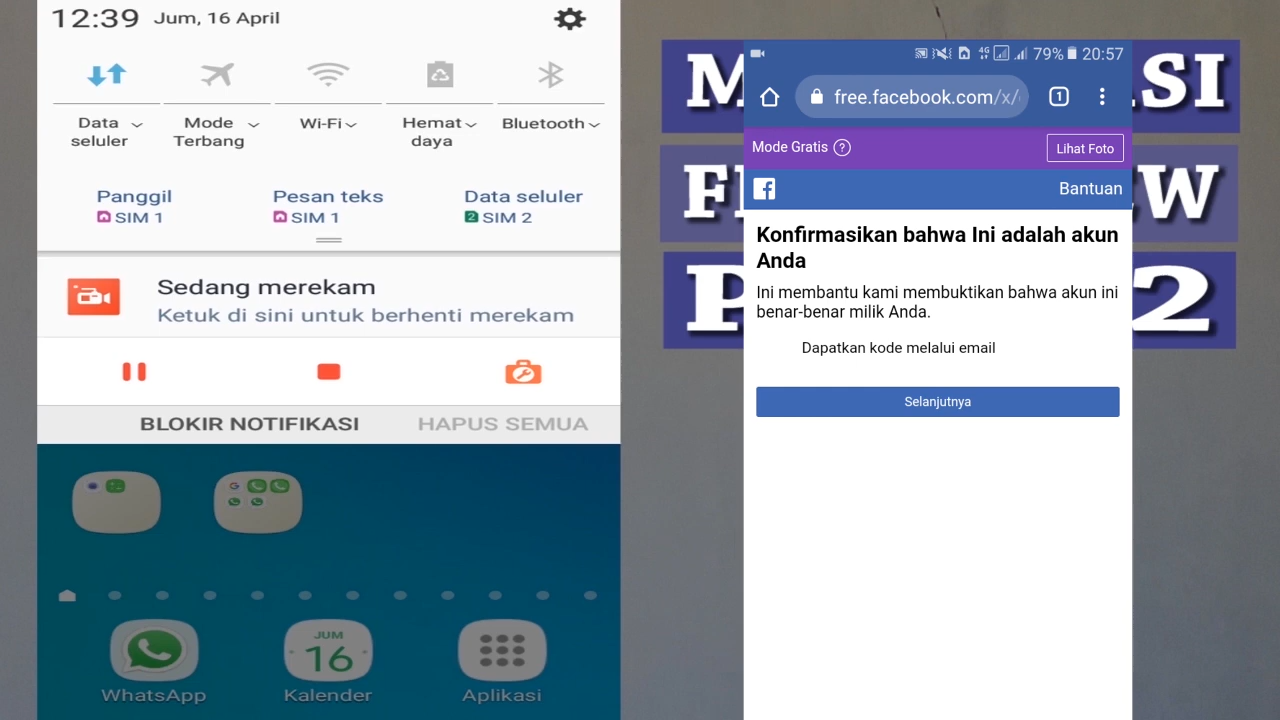 12:39 Jum, 16 April
Data seluler
Mode Terbang
Wi-Fi
Hemat daya
Bluetooth
Panggil
SIM 1
Pesan teks
SIM 1
Data seluler
2 SIM 2
Sedang merekam
Ketuk di sini untuk berhenti merekam
BLOKIR NOTIFIKASI
HAPUS SEMUA
JUM
16
WhatsApp
Kalender
Aplikasi
4G 79% 20:57
free.facebook.com/x/
1
Mode Gratis ?
Lihat Foto
Bantuan
Konfirmasikan bahwa Ini adalah akun
Anda
Ini membantu kami membuktikan bahwa akun ini
benar-benar milik Anda.
Dapatkan kode melalui email
Selanjutnya
2